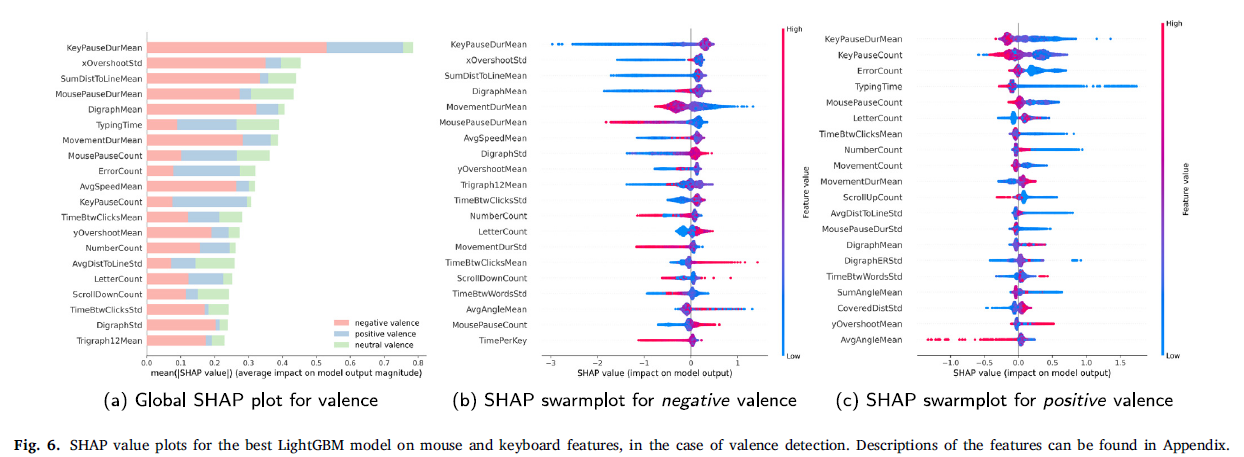 KeyPauseDurMean
xOvershootStd
SumDistToLineMean
MousePauseDurMean
DigraphMean
TypingTime
MovementDurMean
MousePauseCount
ErrorCount
AvgSpeedMean
KeyPauseCount
TimeBtwClicksMean
yOvershootMean
NumberCount
AvgDistToLineStd
LetterCount
ScrollDownCount
TimeBtwClicksStd
DigraphStd
Trigraph12Mean
negative valence
positive valence
neutral valence
0.0 0.1 0.2 0.3 0.4 0.5 0.6 0.7 0.8
mean(|SHAP value|) (average impact on model output magnitude)
(a) Global SHAP plot for valence
KeyPauseDurMean
xOvershootStd
SumDistToLineMean
DigraphMean
MovementDurMean
MousePauseDurMean
AvgSpeedMean
DigraphStd
yOvershootMean
Trigraph12Mean
TimeBtwClicksStd
NumberCount
LetterCount
MovementDurStd
TimeBtwClicksMean
ScrollDownCount
TimeBtwWordsStd
AvgAngleMean
MousePauseCount
TimePerKey
−3 −2 −1 0 1
SHAP value (impact on model output)
High
Feature value
Low
(b) SHAP swarmplot for negative valence
KeyPauseDurMean
KeyPauseCount
ErrorCount
TypingTime
MousePauseCount
LetterCount
TimeBtwClicksMean
NumberCount
MovementCount
MovementDurMean
ScrollUpCount
AvgDistToLineStd
MousePauseDurStd
DigraphMean
DigraphERStd
TimeBtwWordsStd
SumAngleMean
CoveredDistStd
yOvershootMean
AvgAngleMean
−1.0 −0.5 0.0 0.5 1.0 1.5
SHAP value (impact on model output)
High
Feature value
Low
(c) SHAP swarmplot for positive valence
Fig. 6. SHAP value plots for the best LightGBM model on mouse and keyboard features, in the case of valence detection. Descriptions of the features can be found in Appendix.